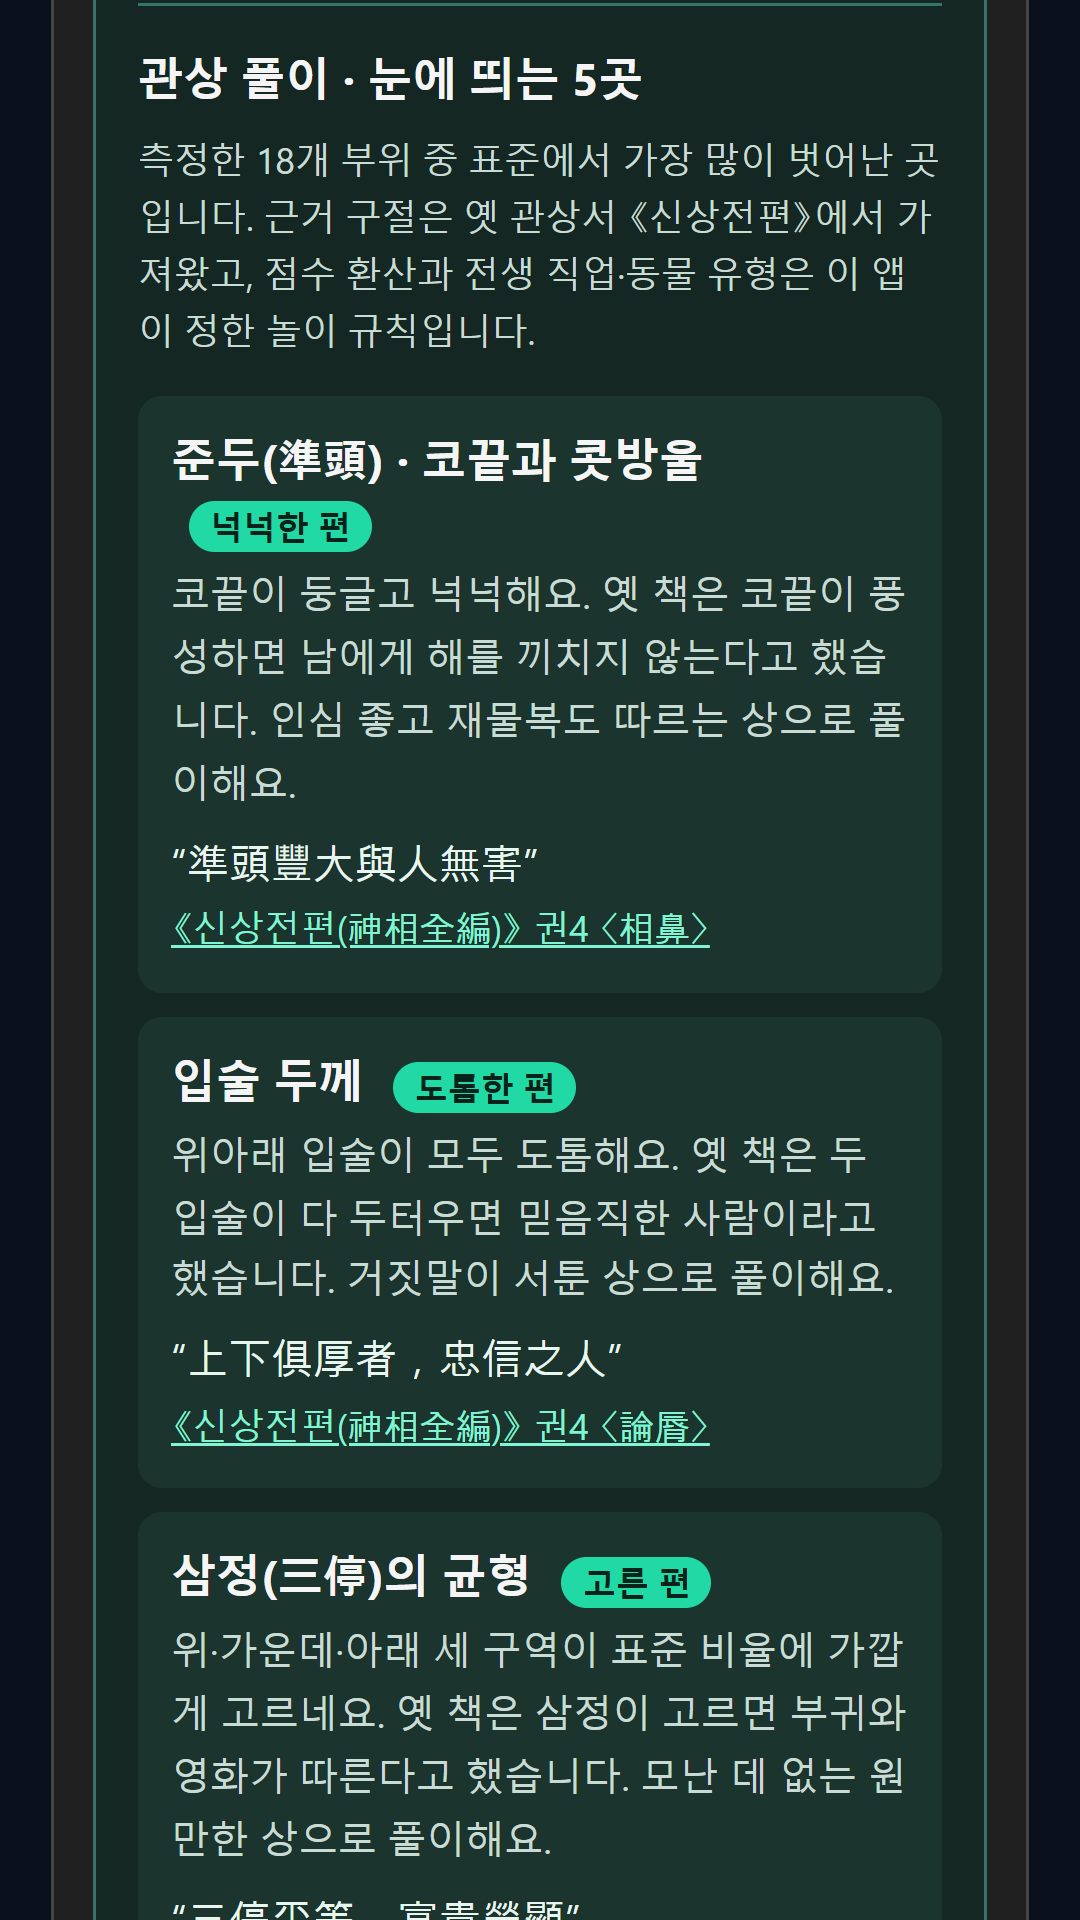 관상 풀이 · 눈에 띄는 5곳
측정한 18개 부위 중 표준에서 가장 많이 벗어난 곳
입니다. 근거 구절은 옛 관상서《신상전편》에서 가
져왔고, 점수 환산과 전생 직업·동물 유형은 이 앱
이 정한 놀이 규칙입니다.
준두(準頭) · 코끝과 콧방울
넉넉한 편
코끝이 둥글고 넉넉해요. 옛 책은 코끝이 풍
성하면 남에게 해를 끼치지 않는다고 했습
니다. 인심 좋고 재물복도 따르는 상으로 풀
이해요.
“準頭豐大與人無害”
《신상전편(神相全編)》 권4〈相鼻〉
입술 두께 도톰한 편
위아래 입술이 모두 도톰해요. 옛 책은 두
입술이 다 두터우면 믿음직한 사람이라고
했습니다. 거짓말이 서툰 상으로 풀이해요.
“上下俱厚者，忠信之人”
《신상전편(神相全編)》 권4〈論脣〉
삼정(三停)의 균형 고른 편
위·가운데·아래 세 구역이 표준 비율에 가깝
게 고르네요. 옛 책은 삼정이 고르면 부귀와
영화가 따른다고 했습니다. 모난 데 없는 원
만한 상으로 풀이해요.
“三停平等，富貴榮顯”